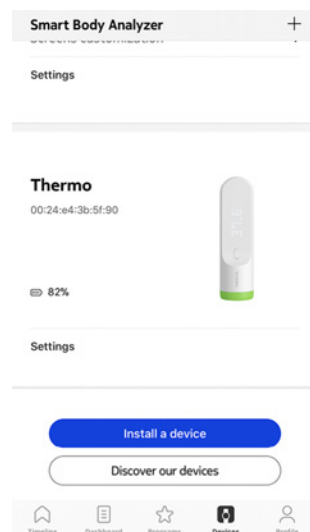 Smart Body Analyzer
Settings
Thermo
00:24:e4:3b:5f:90
82%
Settings
Install a device
Discover our devices
Devices